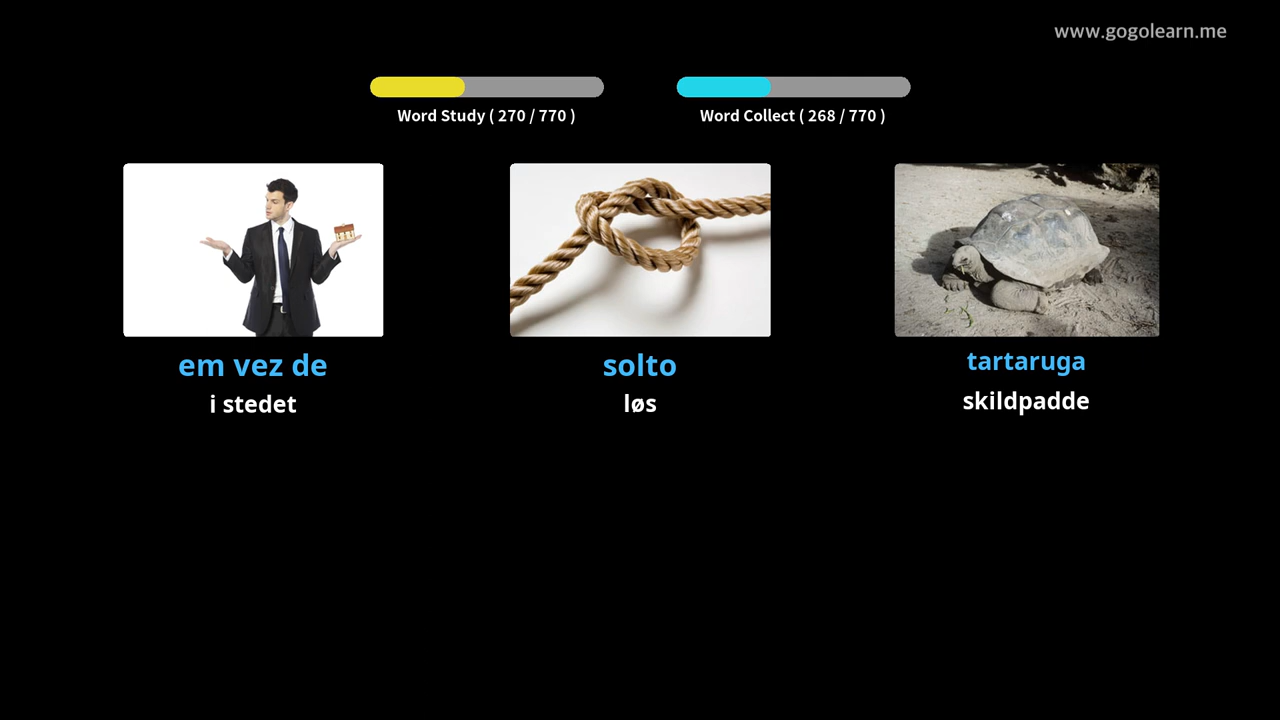 www.gogolearn.me
Word Study ( 270 / 770 )
Word Collect ( 268 / 770 )
em vez de
i stedet
solto
løs
tartaruga
skildpadde